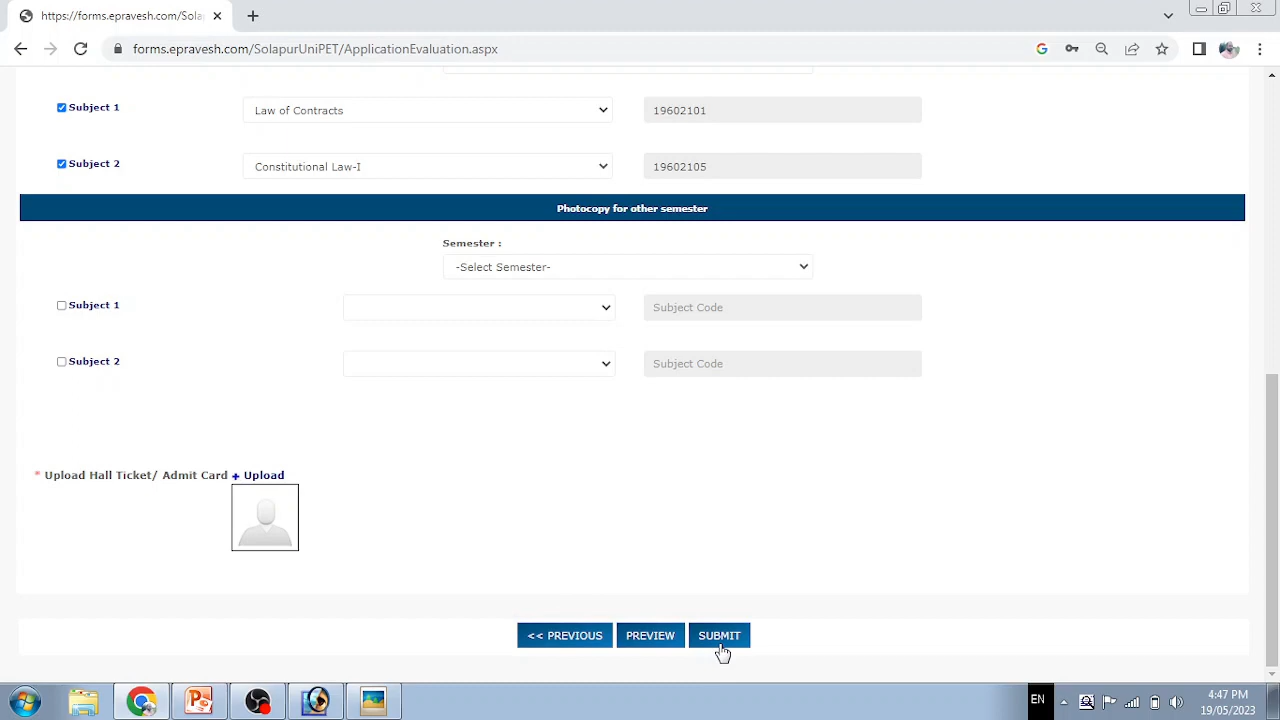 https://forms.epravesh.com/Sola
forms.epravesh.com/SolapurUniPET/ApplicationEvaluation.aspx
Subject 1 Law of Contracts 19602101
Subject 2 Constitutional Law-I 19602105
Photocopy for other semester
Semester :
-Select Semester-
Subject 1 Subject Code
Subject 2 Subject Code
* Upload Hall Ticket/ Admit Card + Upload
<< PREVIOUS PREVIEW SUBMIT
EN 4:47 PM
19/05/2023